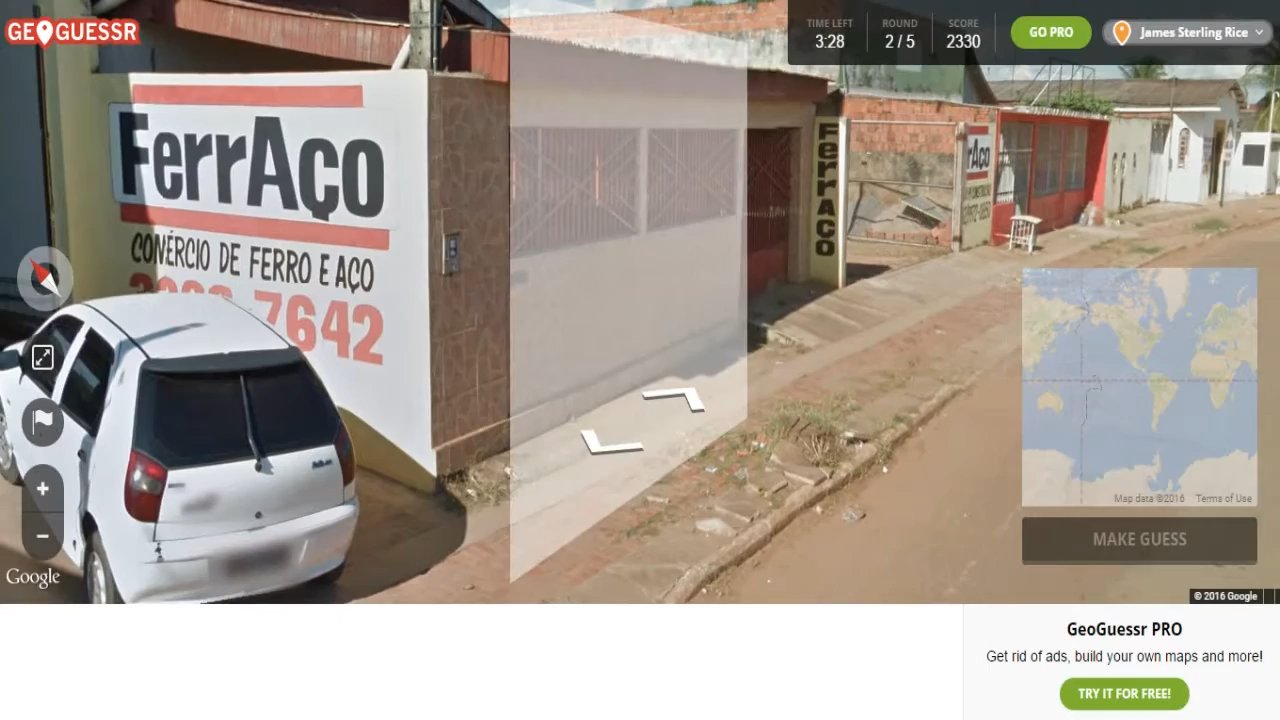 GEOGUESSR
TIME LEFT
3:28
ROUND
2 / 5
SCORE
2330
GO PRO
James Sterling Rice
FerrAço
COMÉRCIO DE FERRO E AÇO
7642
FerrAço
rAço
Google
Map data ©2016 Terms of Use
MAKE GUESS
© 2016 Google
GeoGuessr PRO
Get rid of ads, build your own maps and more!
TRY IT FOR FREE!